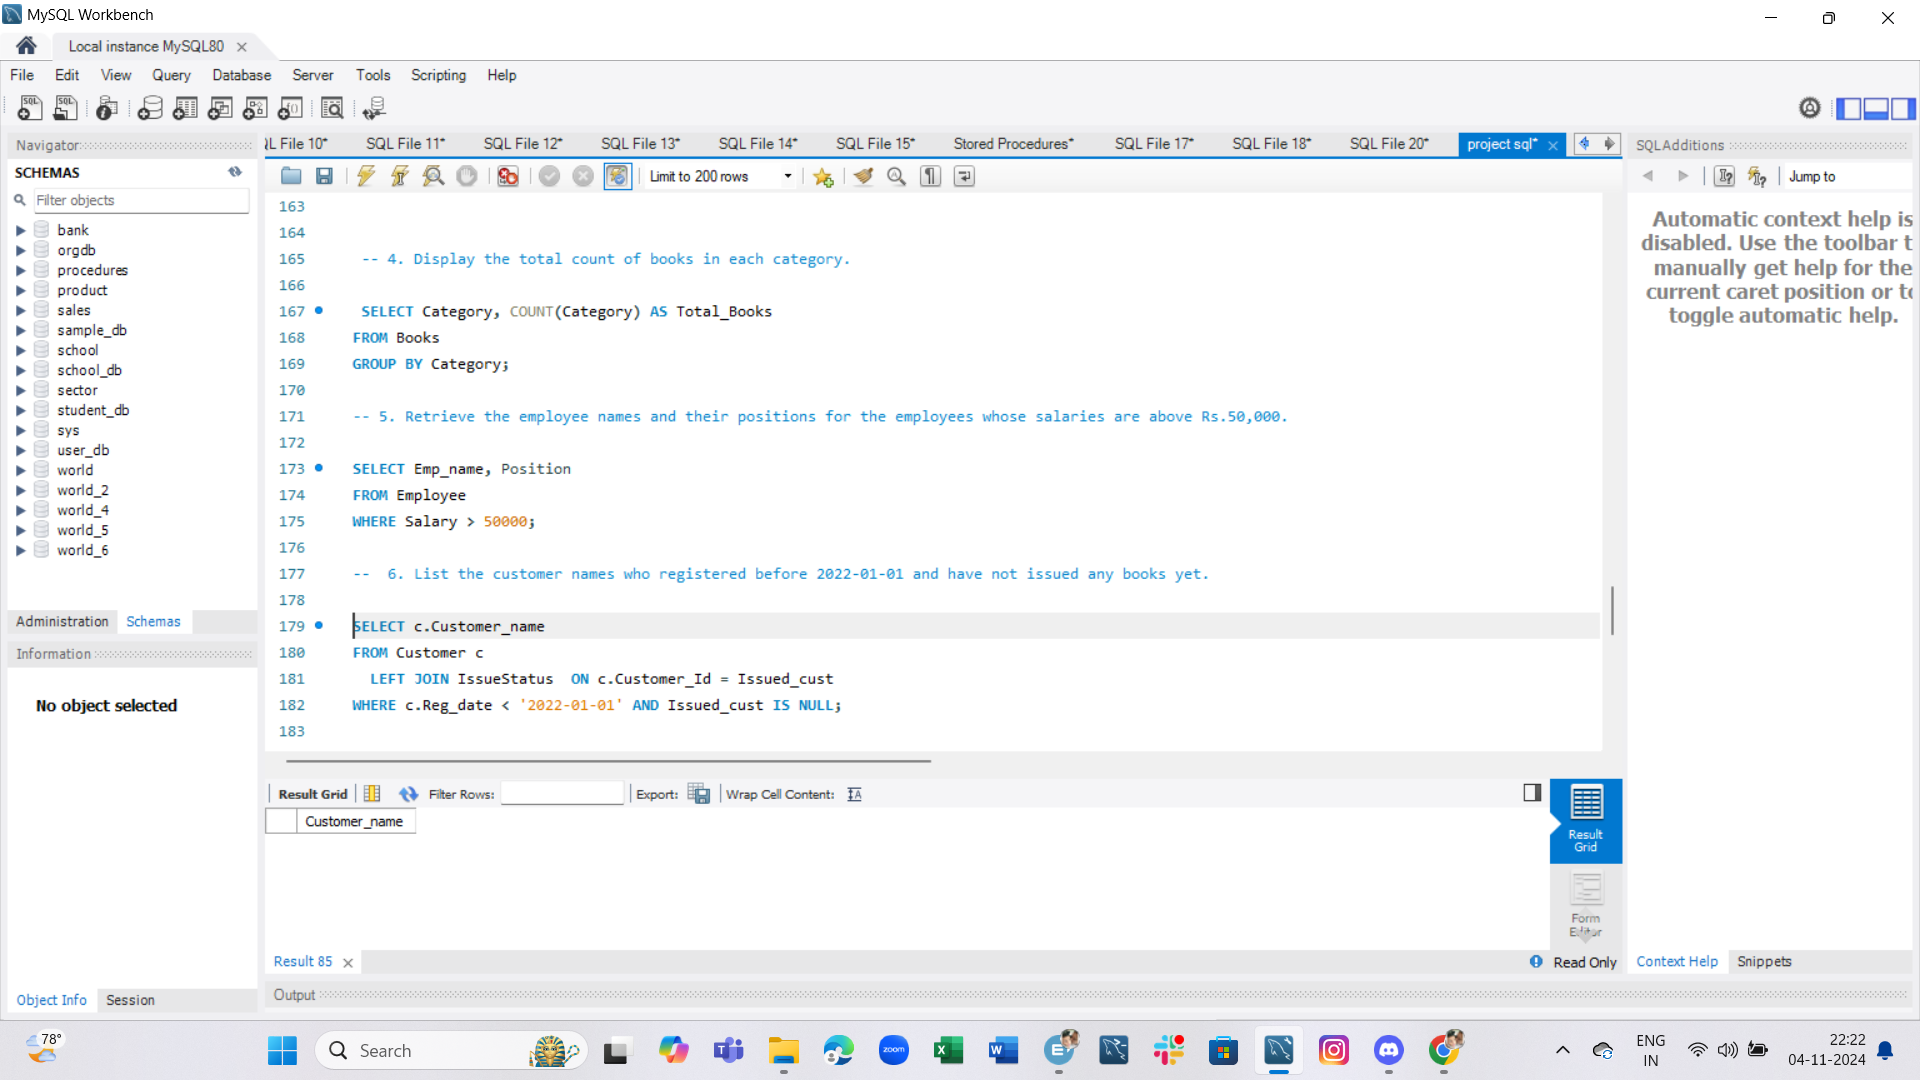 MySQL Workbench
Local instance MySQL80
File Edit View Query Database Server Tools Scripting Help
Navigator
SCHEMAS
Filter objects
bank
orgdb
procedures
product
sales
sample_db
school
school_db
sector
student_db
sys
user_db
world
world_2
world_4
world_5
world_6
Administration Schemas
Information
No object selected
Object Info Session
L File 10* SQL File 11* SQL File 12* SQL File 13* SQL File 14* SQL File 15* Stored Procedures* SQL File 17* SQL File 18* SQL File 20* project sql*
Limit to 200 rows
163
164
165 -- 4. Display the total count of books in each category.
166
167 SELECT Category, COUNT(Category) AS Total_Books
168 FROM Books
169 GROUP BY Category;
170
171 -- 5. Retrieve the employee names and their positions for the employees whose salaries are above Rs.50,000.
172
173 SELECT Emp_name, Position
174 FROM Employee
175 WHERE Salary > 50000;
176
177 --  6. List the customer names who registered before 2022-01-01 and have not issued any books yet.
178
179 SELECT c.Customer_name
180 FROM Customer c
181 LEFT JOIN IssueStatus  ON c.Customer_Id = Issued_cust
182 WHERE c.Reg_date < '2022-01-01' AND Issued_cust IS NULL;
183
Result Grid Filter Rows: Export: Wrap Cell Content:
Customer_name
Result
Grid
Form
Editor
Result 85
Read Only
Output
SQLAdditions
Jump to
Automatic context help is
disabled. Use the toolbar t
manually get help for the
current caret position or to
toggle automatic help.
Context Help Snippets
78°
Search
zoom
ENG
IN
22:22
04-11-2024